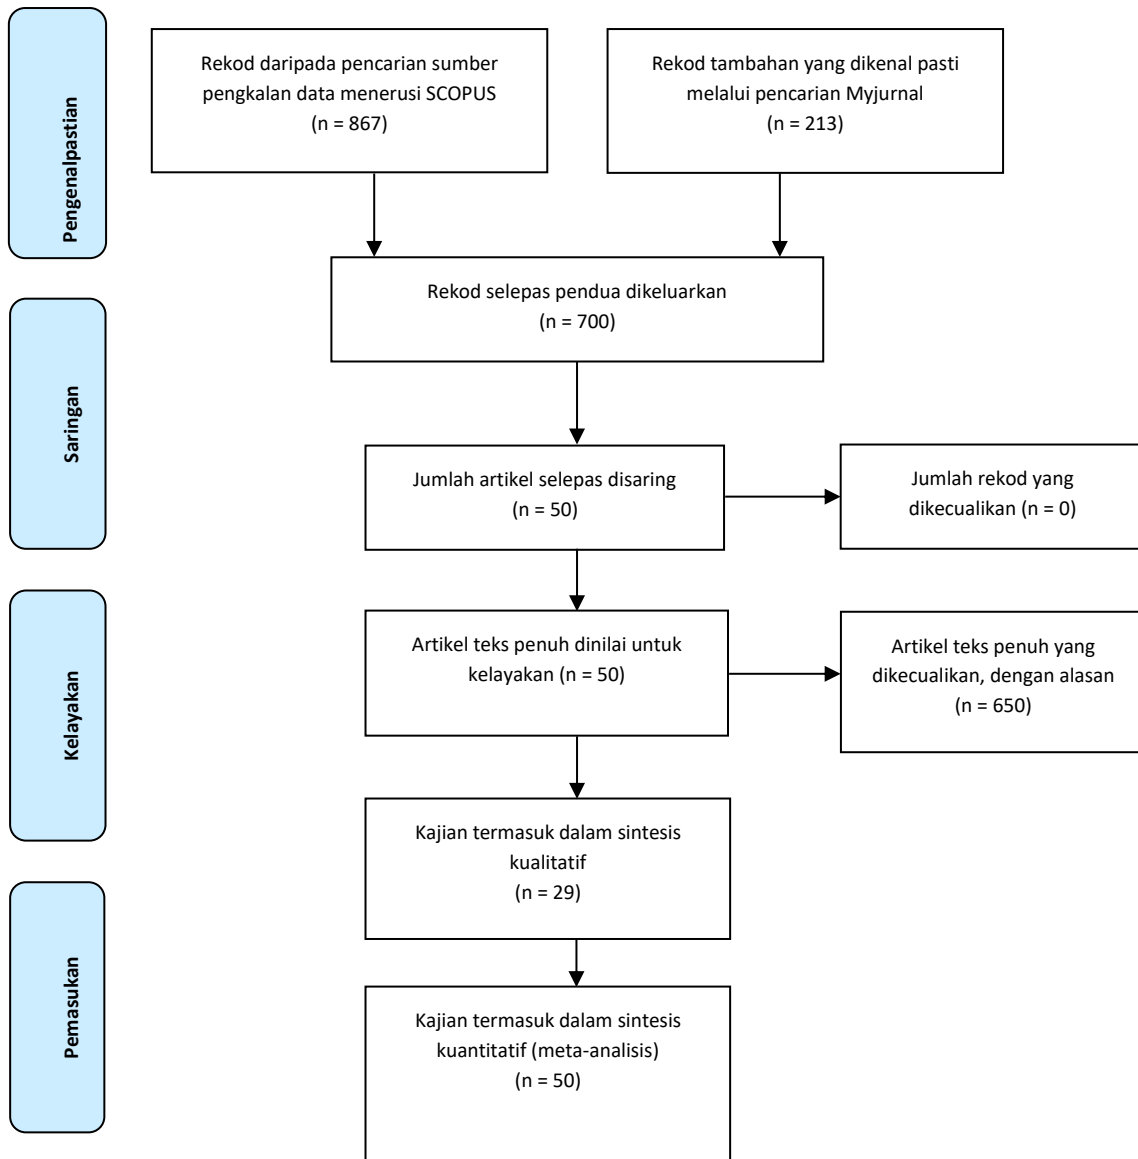 Pengenalpastian
Rekod daripada pencarian sumber
pengkalan data menerusi SCOPUS
(n = 867)
Rekod tambahan yang dikenal pasti
melalui pencarian Myjurnal
(n = 213)
Rekod selepas pendua dikeluarkan
(n = 700)
Saringan
Jumlah artikel selepas disaring
(n = 50)
Jumlah rekod yang
dikecualikan (n = 0)
Kelayakan
Artikel teks penuh dinilai untuk
kelayakan (n = 50)
Artikel teks penuh yang
dikecualikan, dengan alasan
(n = 650)
Kajian termasuk dalam sintesis
kualitatif
(n = 29)
Pemasukan
Kajian termasuk dalam sintesis
kuantitatif (meta-analisis)
(n = 50)